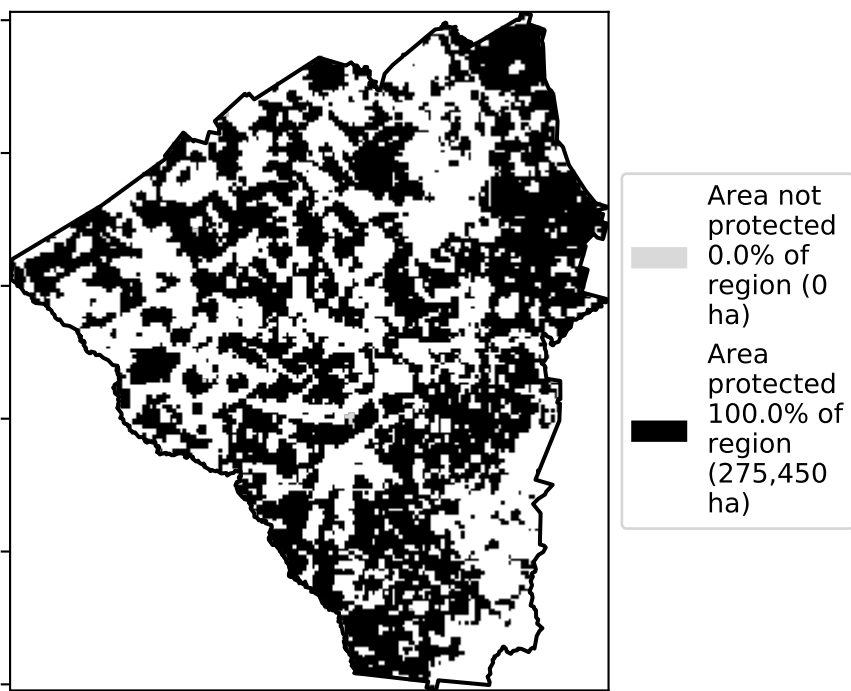 Area not
protected
0.0% of
region (0
ha)
Area
protected
100.0% of
region
(275,450
ha)